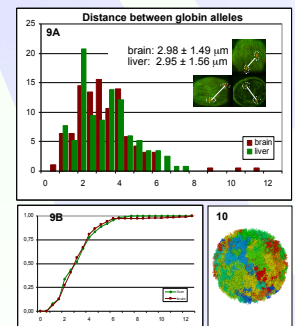 Distance between globin alleles
9A
brain: 2.98 ± 1.49 µm
liver: 2.95 ± 1.56 µm
25
20
15
10
5
0
0 2 4 6 8 10 12
brain
liver
9B
1,00
0,75
0,50
0,25
0,00
0 2 4 6 8 10 12
10